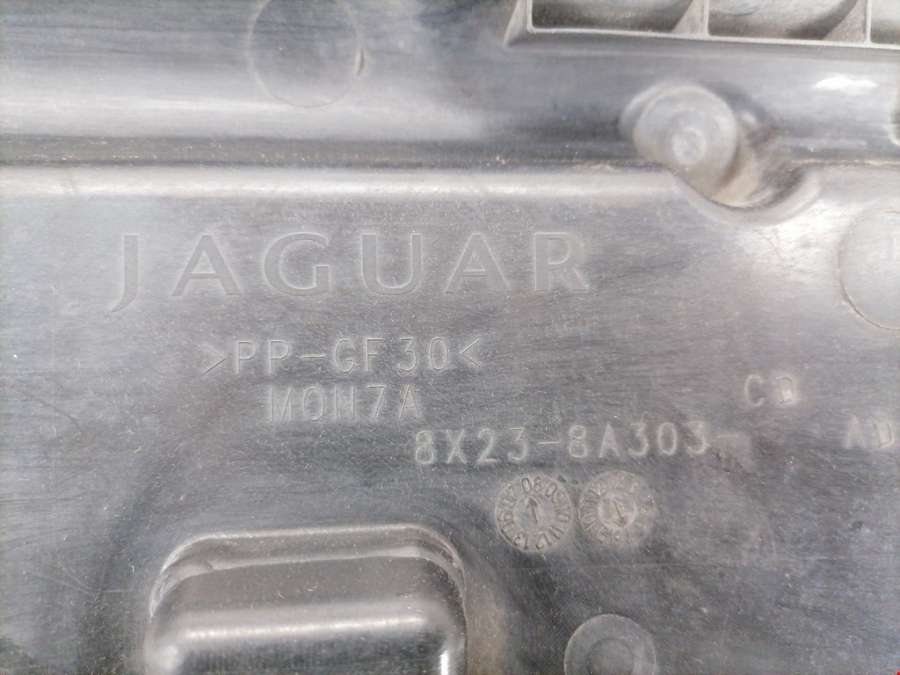 JAGUAR
>PP-GF30<
MON7A
CD
AD
8X23-8A303-